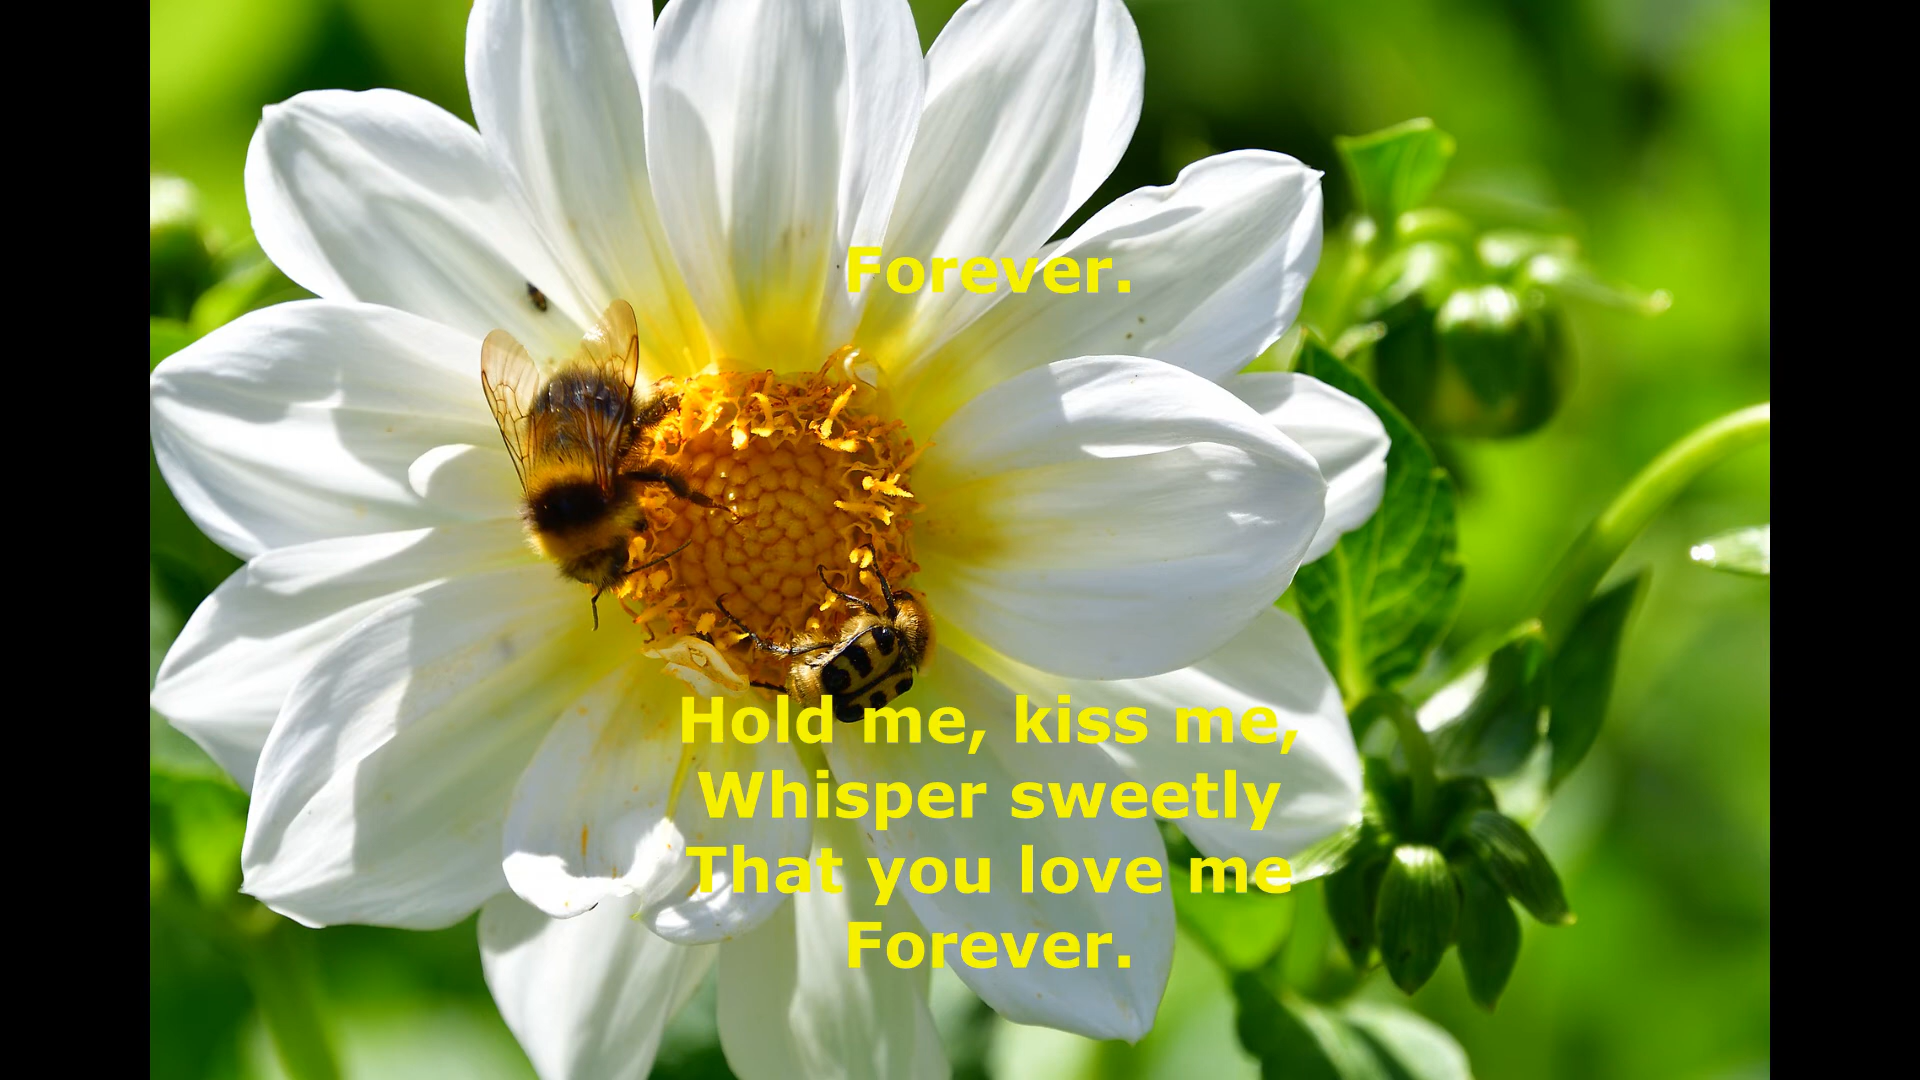 Forever.
Hold me, kiss me,
Whisper sweetly
That you love me
Forever.